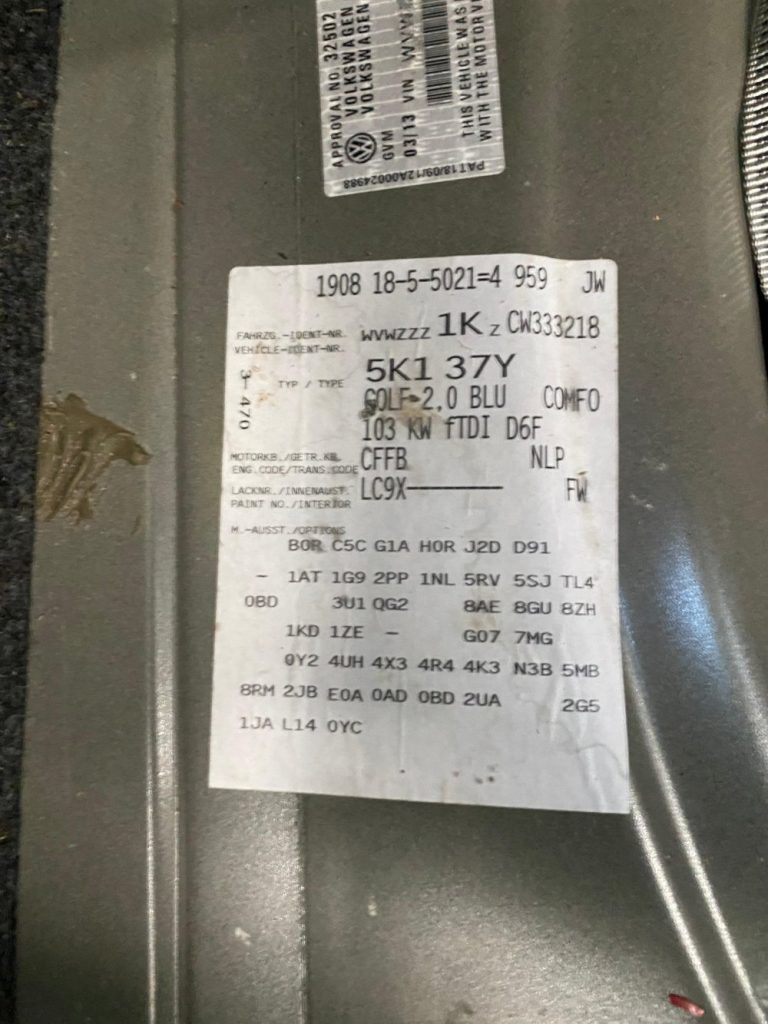 APPROVAL NO. 32502
VOLKSWAGEN
VOLKSWAGEN
GVM
03/13 VIN
THIS VEHICLE WAS
WITH THE MOTOR
PAT18/09/12A00024988
1908 18-5-5021=4 959 JW
FAHRZG.-IDENT-NR.
VEHICLE-IDENT-NR.
WVWZZZ 1K Z CW333218
3- 470
TYP / TYPE
5K1 37Y
GOLF 2,0 BLU COMFO
103 KW fTDI D6F
MOTORKB./GETR.KB.
ENG.CODE/TRANS.CODE
CFFB NLP
LACKNR./INNENAUST.
PAINT NO./INTERIOR
LC9X———— FW
M.-AUSST./OPTIONS
B0R C5C G1A H0R J2D D91
- 1AT 1G9 2PP 1NL 5RV 5SJ TL4
0BD 3U1 QG2 8AE 8GU 8ZH
1KD 1ZE - G07 7MG
0Y2 4UH 4X3 4R4 4K3 N3B 5MB
8RM 2JB E0A 0AD 0BD 2UA 2G5
1JA L14 0YC